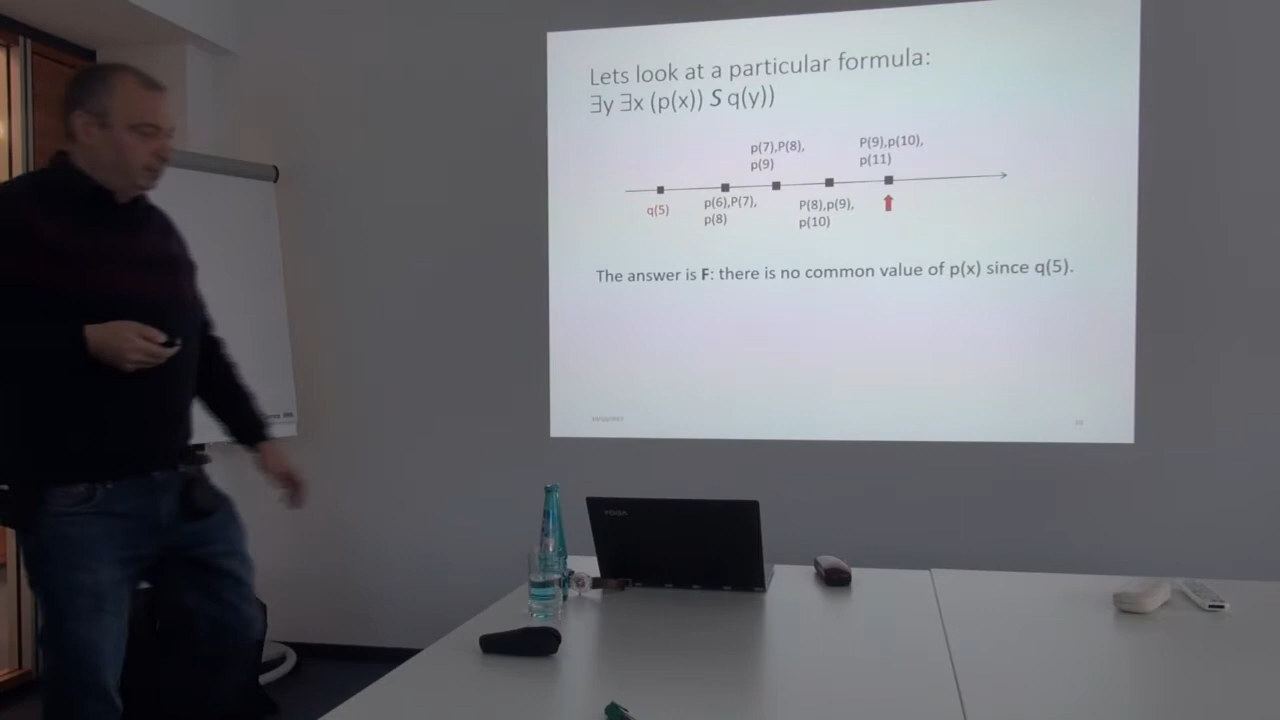 Lets look at a particular formula:
∃y ∃x (p(x)) S q(y))
p(7),P(8),
p(9)
P(9),p(10),
p(11)
q(5)
p(6),P(7),
p(8)
P(8),p(9),
p(10)
The answer is F: there is no common value of p(x) since q(5).
YOGA